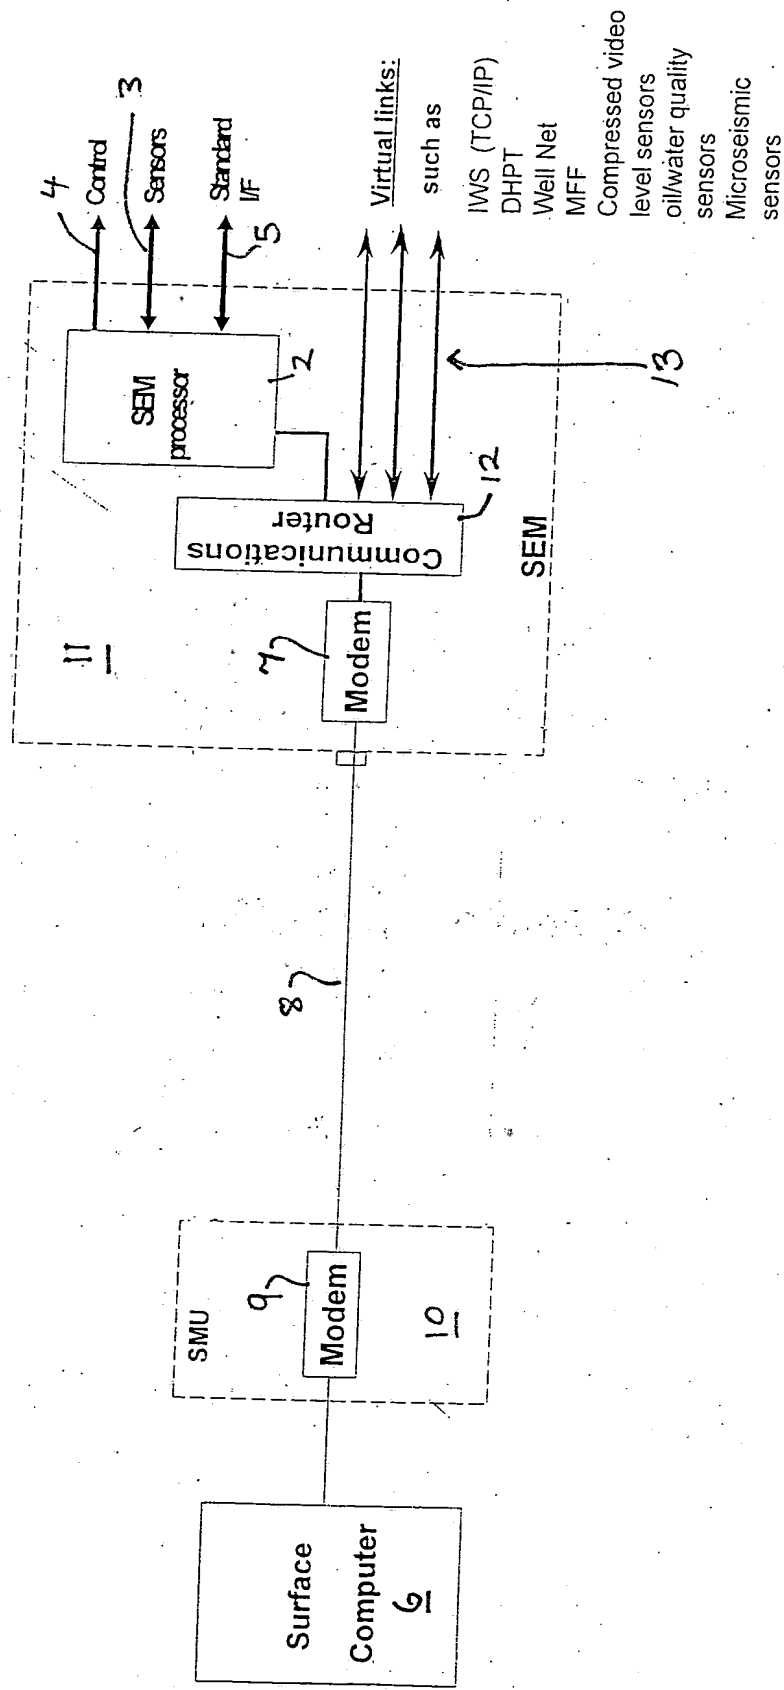 Surface
Computer
6
SMU
9
Modem
10
8
11
7
Modem
Communications
Router
12
SEM
SEM
processor
2
4
Control
3
Sensors
Standard
I/F
5
Virtual links:
such as
IWS (TCP/IP)
DHPT
Well Net
MFF
Compressed video
level sensors
oil/water quality
sensors
Microseismic
sensors
13